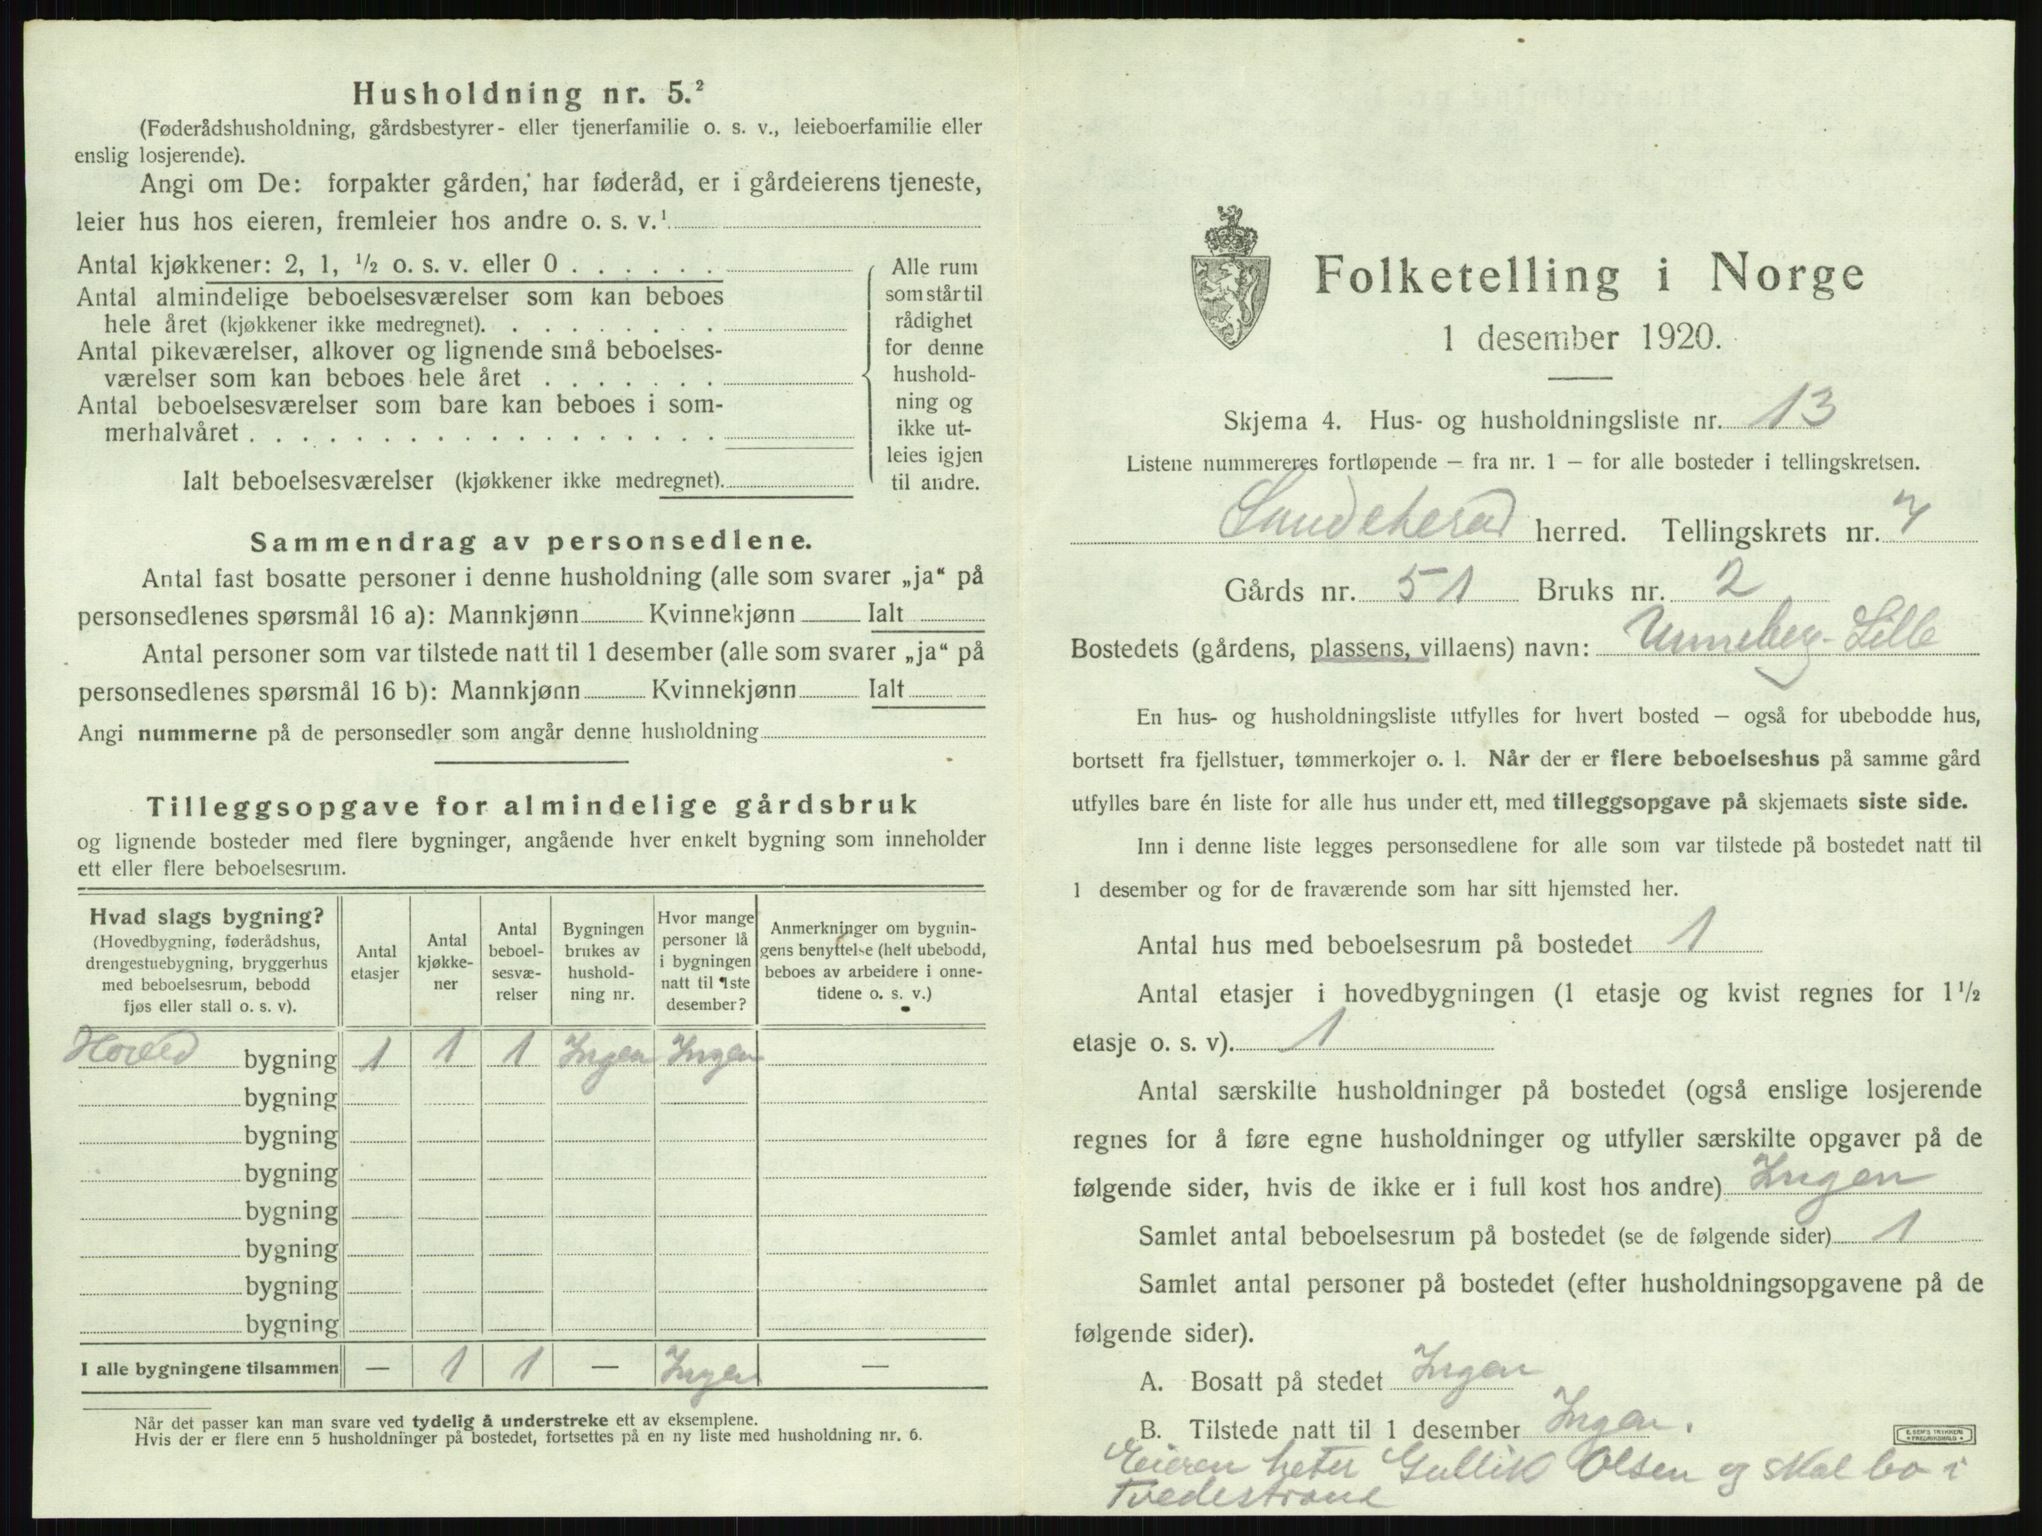 Husholdning nr. 5.²
(Føderådshusholdning, gårdsbestyrer- eller tjenerfamilie o. s. v., leieboerfamilie eller
enslig losjerende).
Angi om De: forpakter gården, har føderåd, er i gårdeierens tjeneste,
leier hus hos eieren, fremleier hos andre o. s. v.¹
Antal kjøkkener: 2, 1, ½ o. s. v. eller 0 . . . . . .
Antal almindelige beboelsesværelser som kan beboes
hele året (kjøkkener ikke medregnet). . . . . . . . .
Antal pikeværelser, alkover og lignende små beboelses-
værelser som kan beboes hele året . . . . . . .
Antal beboelsesværelser som bare kan beboes i som-
merhalvåret . . . . . . . . . . . . . . . . . .
Ialt beboelsesværelser (kjøkkener ikke medregnet).
Alle rum
som står til
rådighet
for denne
hushold-
ning og
ikke ut-
leies igjen
til andre.
Sammendrag av personsedlene.
Antal fast bosatte personer i denne husholdning (alle som svarer „ja“ på
personsedlenes spørsmål 16 a): Mannkjønn Kvinnekjønn Ialt
Antal personer som var tilstede natt til 1 desember (alle som svarer „ja“ på
personsedlenes spørsmål 16 b): Mannkjønn Kvinnekjønn Ialt
Angi nummerne på de personsedler som angår denne husholdning
Tilleggsopgave for almindelige gårdsbruk
og lignende bosteder med flere bygninger, angående hver enkelt bygning som inneholder
ett eller flere beboelsesrum.
Hvad slags bygning?
(Hovedbygning, føderådshus,
drengestuebygning, bryggerhus
med beboelsesrum, bebodd
fjøs eller stall o. s. v).
Antal
etasjer
Antal
kjøkke-
ner
Antal
beboel-
sesvæ-
relser
Bygningen
brukes av
hushold-
ning nr.
Hvor mange
personer lå
i bygningen
natt til 1ste
desember?
Anmerkninger om bygnin-
gens benyttelse (helt ubebodd,
beboes av arbeidere i onne-
tidene o. s. v.)
Hoved bygning 1 1 1 Ingen Ingen
bygning
bygning
bygning
bygning
bygning
bygning
bygning
I alle bygningene tilsammen — 1 1 — Ingen —
Når det passer kan man svare ved tydelig å understreke ett av eksemplene.
Hvis der er flere enn 5 husholdninger på bostedet, fortsettes på en ny liste med husholdning nr. 6.
Folketelling i Norge
1 desember 1920.
Skjema 4. Hus- og husholdningsliste nr. 13
Listene nummereres fortløpende — fra nr. 1 — for alle bosteder i tellingskretsen.
Sandeherad herred. Tellingskrets nr. 7
Gårds nr. 51 Bruks nr. 2
Bostedets (gårdens, plassens, villaens) navn: Unneberg-Lille
En hus- og husholdningsliste utfylles for hvert bosted — også for ubebodde hus,
bortsett fra fjellstuer, tømmerkojer o. l. Når der er flere beboelseshus på samme gård
utfylles bare én liste for alle hus under ett, med tilleggsopgave på skjemaets siste side.
Inn i denne liste legges personsedlene for alle som var tilstede på bostedet natt til
1 desember og for de fraværende som har sitt hjemsted her.
Antal hus med beboelsesrum på bostedet 1
Antal etasjer i hovedbygningen (1 etasje og kvist regnes for 1½
etasje o. s. v). 1
Antal særskilte husholdninger på bostedet (også enslige losjerende
regnes for å føre egne husholdninger og utfyller særskilte opgaver på de
følgende sider, hvis de ikke er i full kost hos andre) Ingen
Samlet antal beboelsesrum på bostedet (se de følgende sider) 1
Samlet antal personer på bostedet (efter husholdningsopgavene på de
følgende sider).
A. Bosatt på stedet Ingen
B. Tilstede natt til 1 desember Ingen.
Eieren heter Gullik Olsen og skal bo i
Tvedestrand